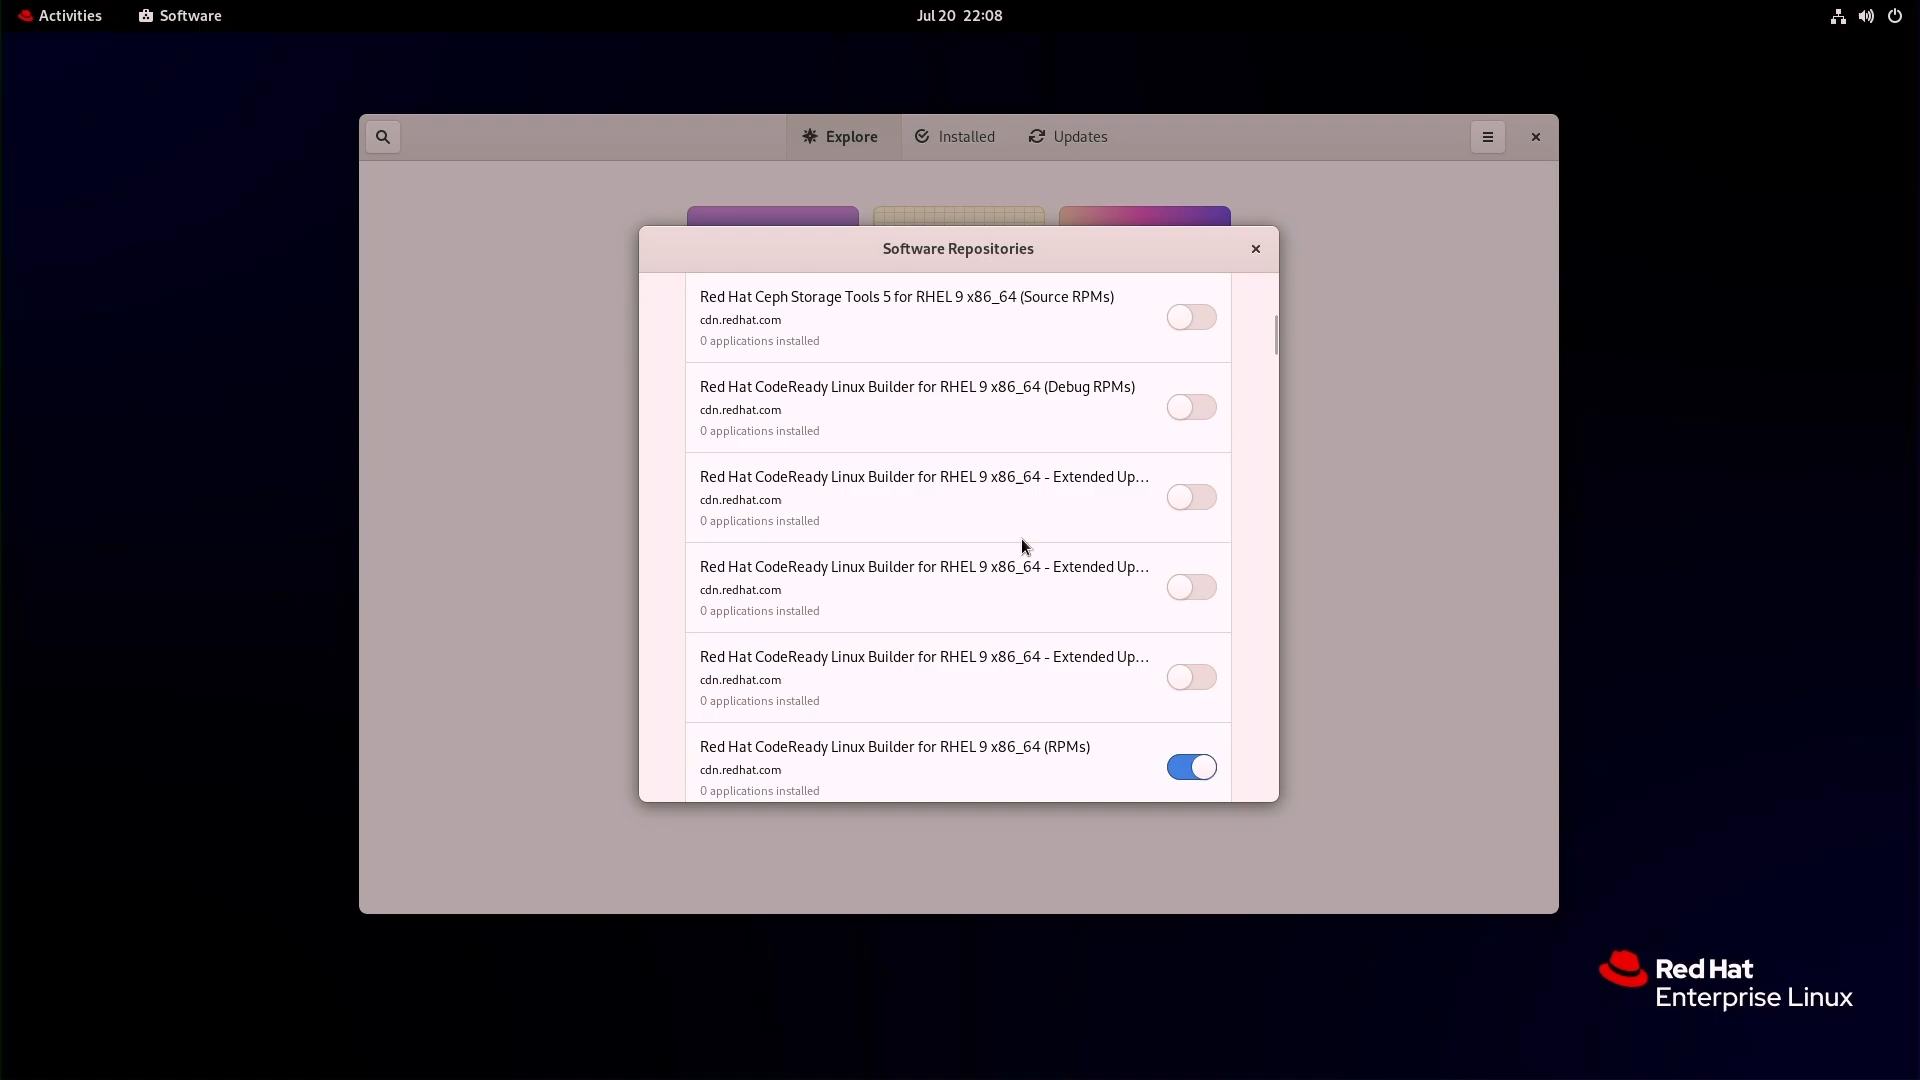 Activities
Software
Jul 20 22:08
Explore
Installed
Updates
Software Repositories
Red Hat Ceph Storage Tools 5 for RHEL 9 x86_64 (Source RPMs)
cdn.redhat.com
0 applications installed
Red Hat CodeReady Linux Builder for RHEL 9 x86_64 (Debug RPMs)
cdn.redhat.com
0 applications installed
Red Hat CodeReady Linux Builder for RHEL 9 x86_64 - Extended Up…
cdn.redhat.com
0 applications installed
Red Hat CodeReady Linux Builder for RHEL 9 x86_64 - Extended Up…
cdn.redhat.com
0 applications installed
Red Hat CodeReady Linux Builder for RHEL 9 x86_64 - Extended Up…
cdn.redhat.com
0 applications installed
Red Hat CodeReady Linux Builder for RHEL 9 x86_64 (RPMs)
cdn.redhat.com
0 applications installed
Red Hat
Enterprise Linux